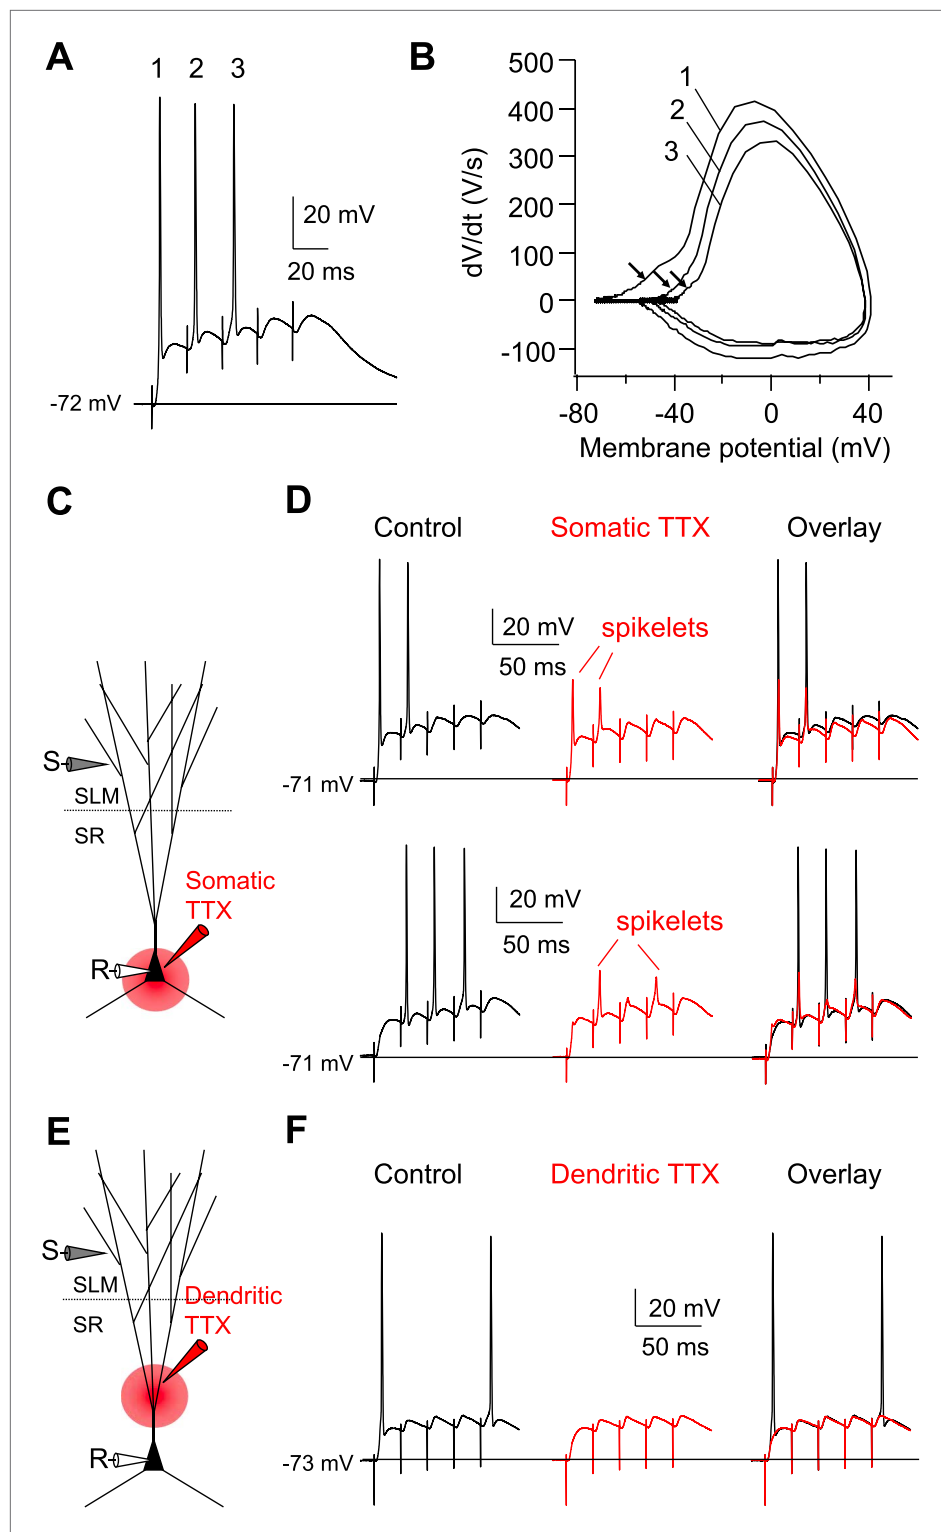 A
1 2 3
20 mV
20 ms
-72 mV
B
500
400
300
200
100
0
-100
dV/dt (V/s)
1
2
3
-80 -40 0 40
Membrane potential (mV)
C
S
SLM
SR
Somatic
TTX
R
D
Control Somatic TTX Overlay
20 mV
50 ms
spikelets
-71 mV
20 mV
50 ms
spikelets
-71 mV
E
S
SLM
SR
Dendritic
TTX
R
F
Control Dendritic TTX Overlay
20 mV
50 ms
-73 mV